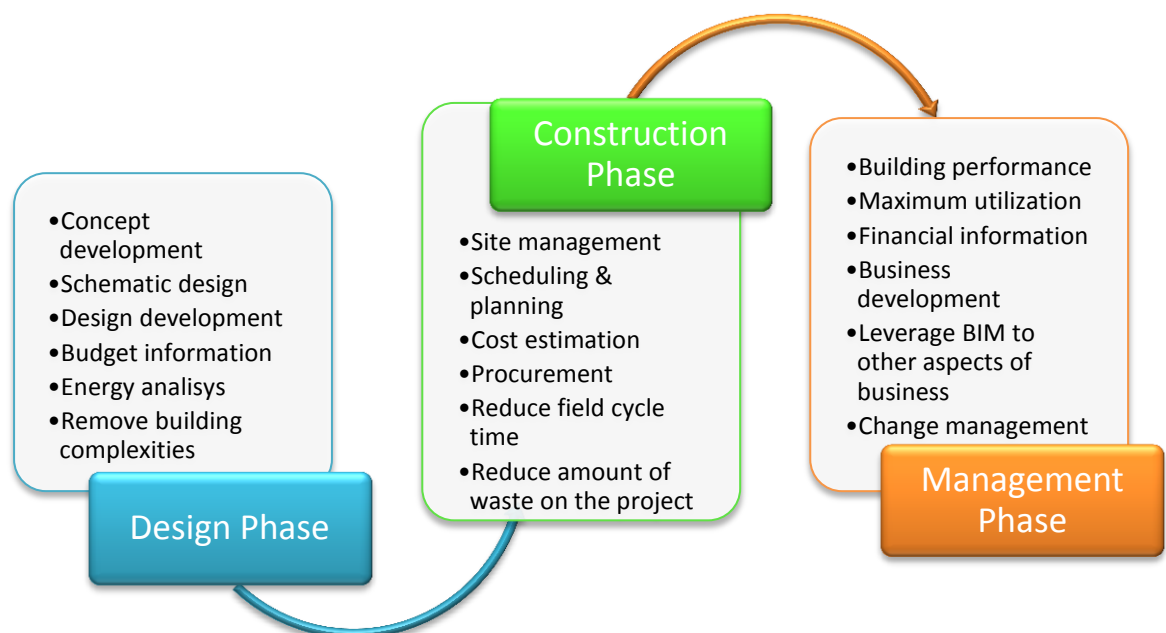 •Concept
development
•Schematic design
•Design development
•Budget information
•Energy analisys
•Remove building
complexities
Design Phase
Construction
Phase
•Site management
•Scheduling &
planning
•Cost estimation
•Procurement
•Reduce field cycle
time
•Reduce amount of
waste on the project
•Building performance
•Maximum utilization
•Financial information
•Business
development
•Leverage BIM to
other aspects of
business
•Change management
Management
Phase